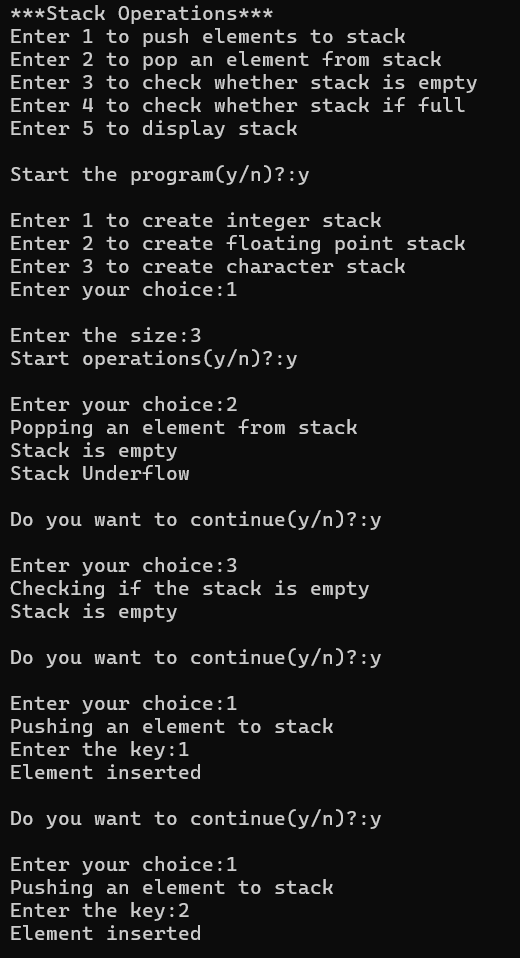 ***Stack Operations***
Enter 1 to push elements to stack
Enter 2 to pop an element from stack
Enter 3 to check whether stack is empty
Enter 4 to check whether stack if full
Enter 5 to display stack
Start the program(y/n)?:y
Enter 1 to create integer stack
Enter 2 to create floating point stack
Enter 3 to create character stack
Enter your choice:1
Enter the size:3
Start operations(y/n)?:y
Enter your choice:2
Popping an element from stack
Stack is empty
Stack Underflow
Do you want to continue(y/n)?:y
Enter your choice:3
Checking if the stack is empty
Stack is empty
Do you want to continue(y/n)?:y
Enter your choice:1
Pushing an element to stack
Enter the key:1
Element inserted
Do you want to continue(y/n)?:y
Enter your choice:1
Pushing an element to stack
Enter the key:2
Element inserted